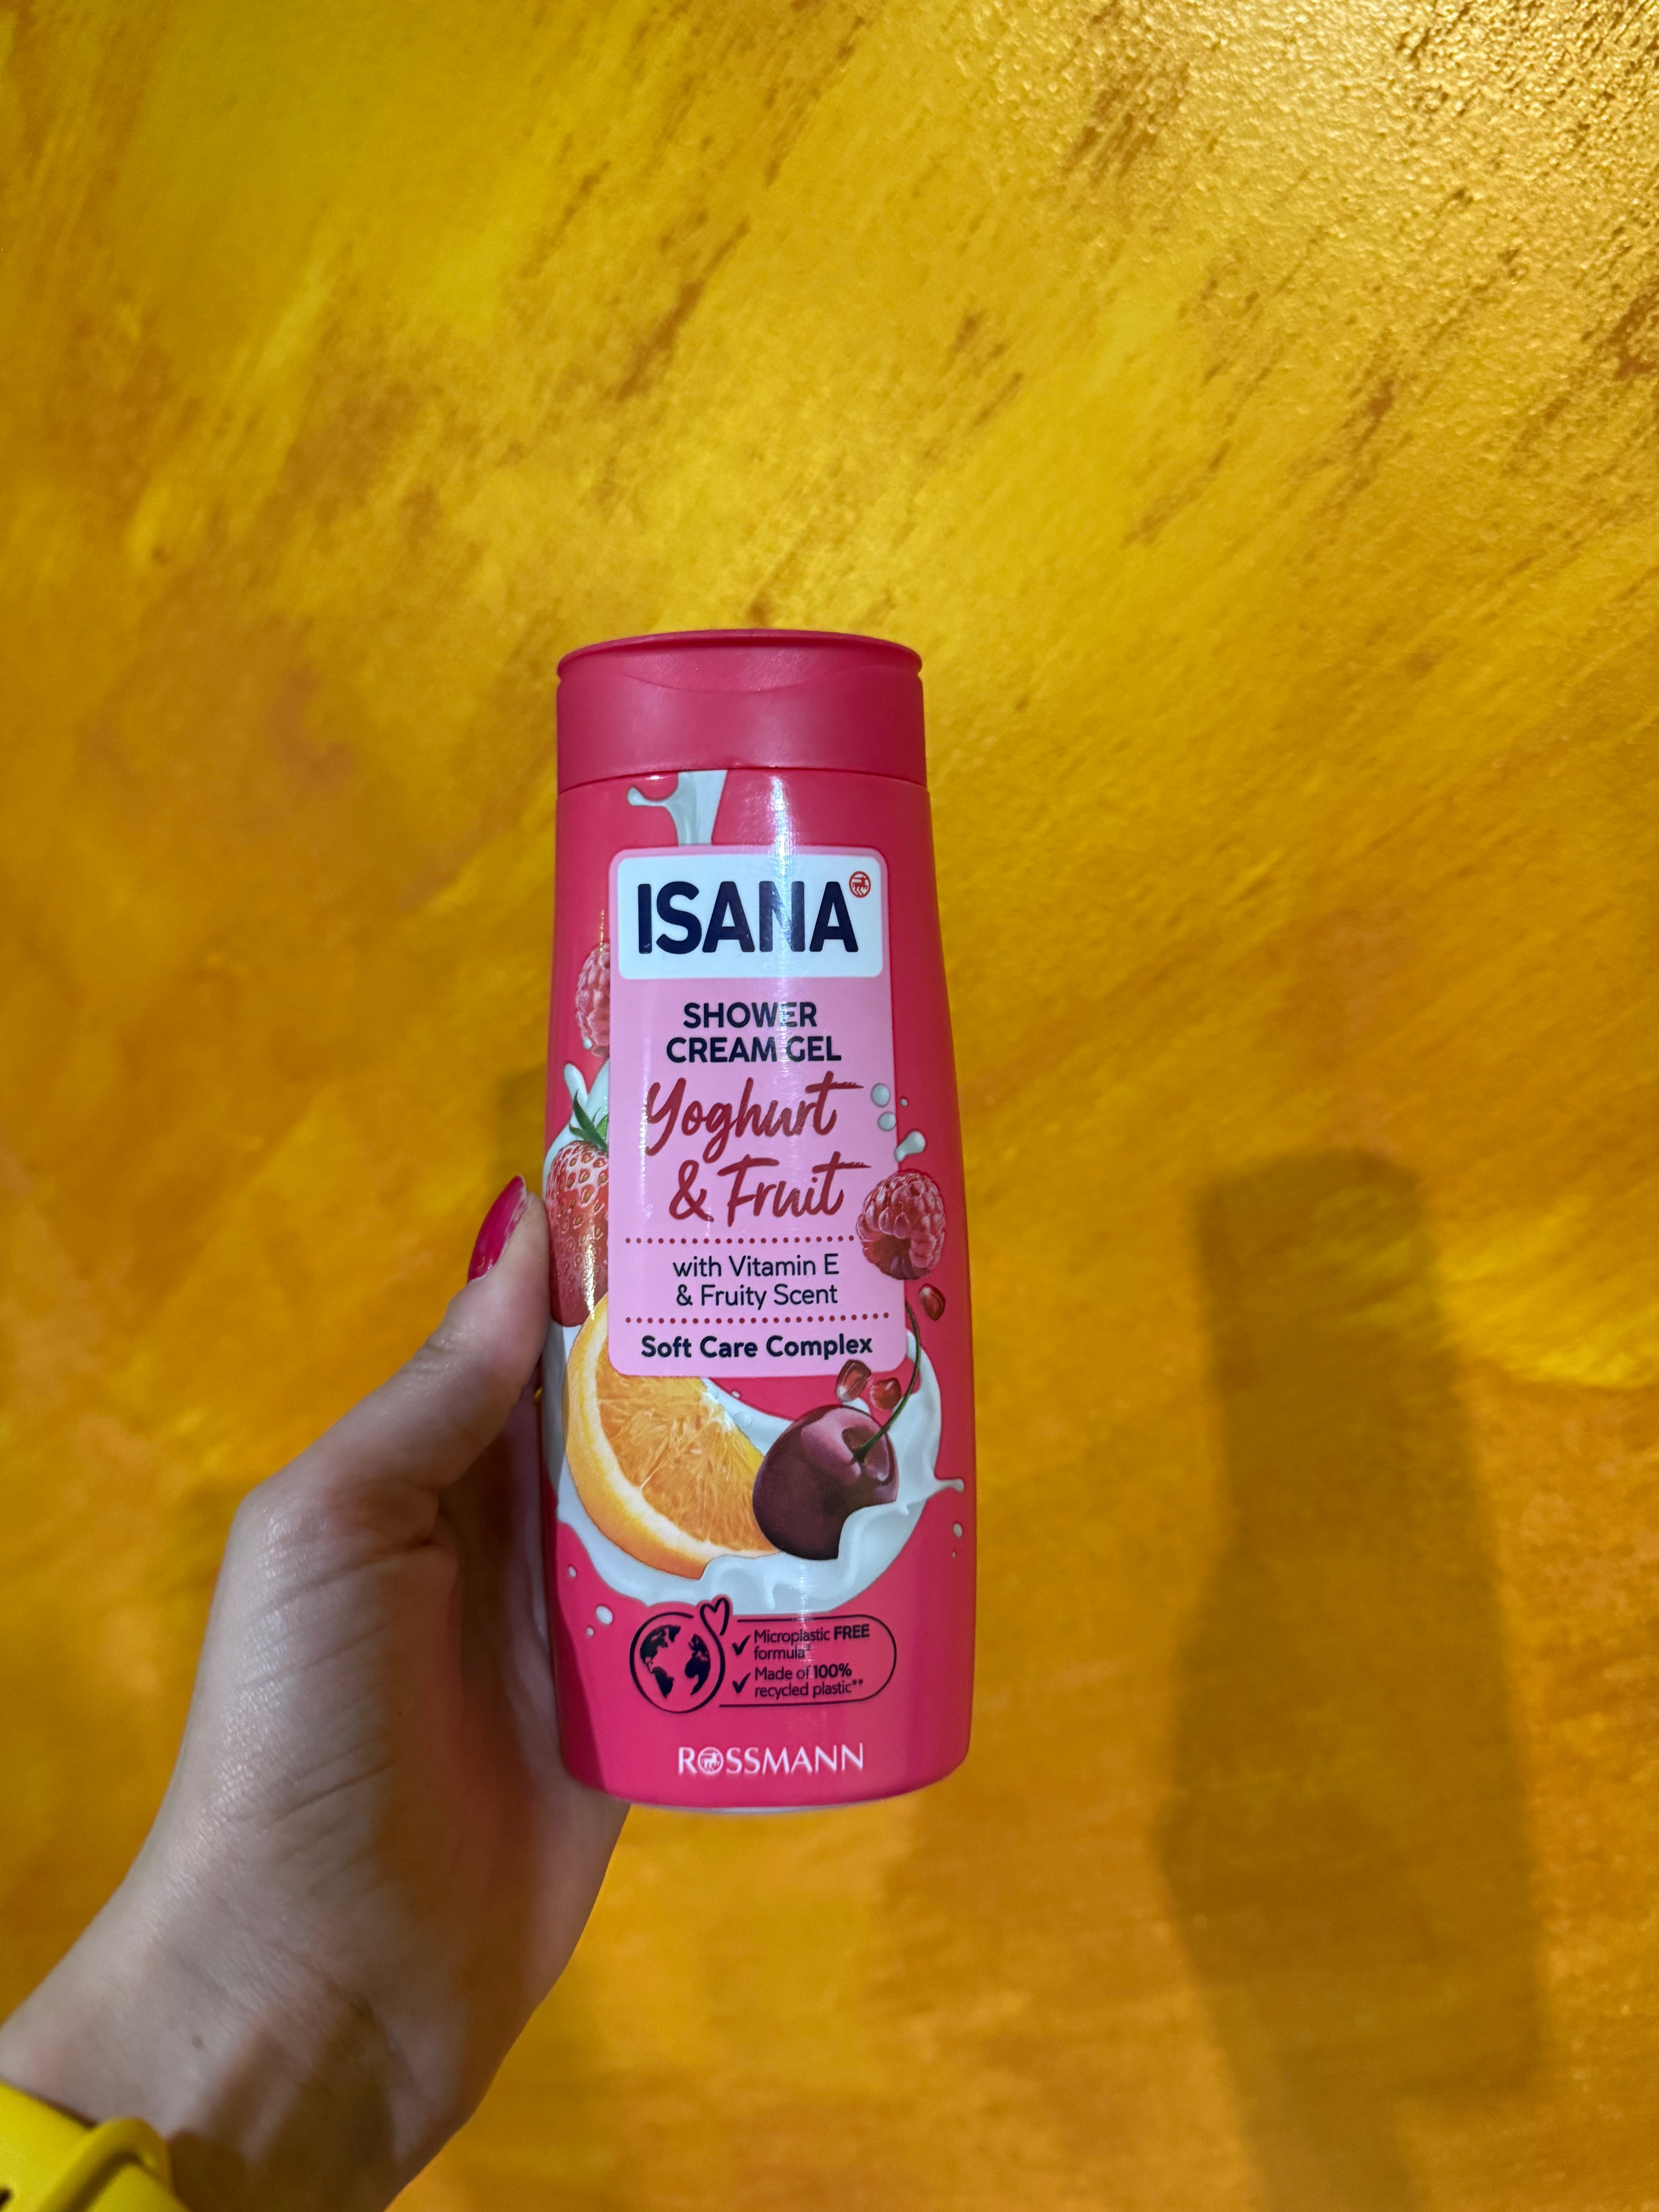 ISANA
SHOWER
CREAM GEL
Yoghurt
& Fruit
with Vitamin E
& Fruity Scent
Soft Care Complex
Microplastic FREE
formula*
Made of 100%
recycled plastic**
ROSSMANN